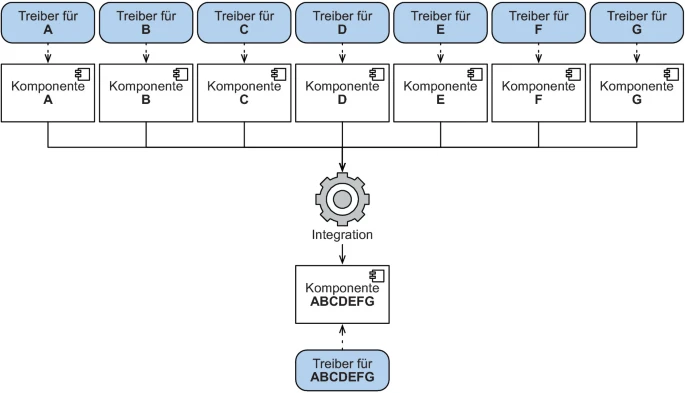 Treiber für
A
Treiber für
B
Treiber für
C
Treiber für
D
Treiber für
E
Treiber für
F
Treiber für
G
Komponente
A
Komponente
B
Komponente
C
Komponente
D
Komponente
E
Komponente
F
Komponente
G
Integration
Komponente
ABCDEFG
Treiber für
ABCDEFG